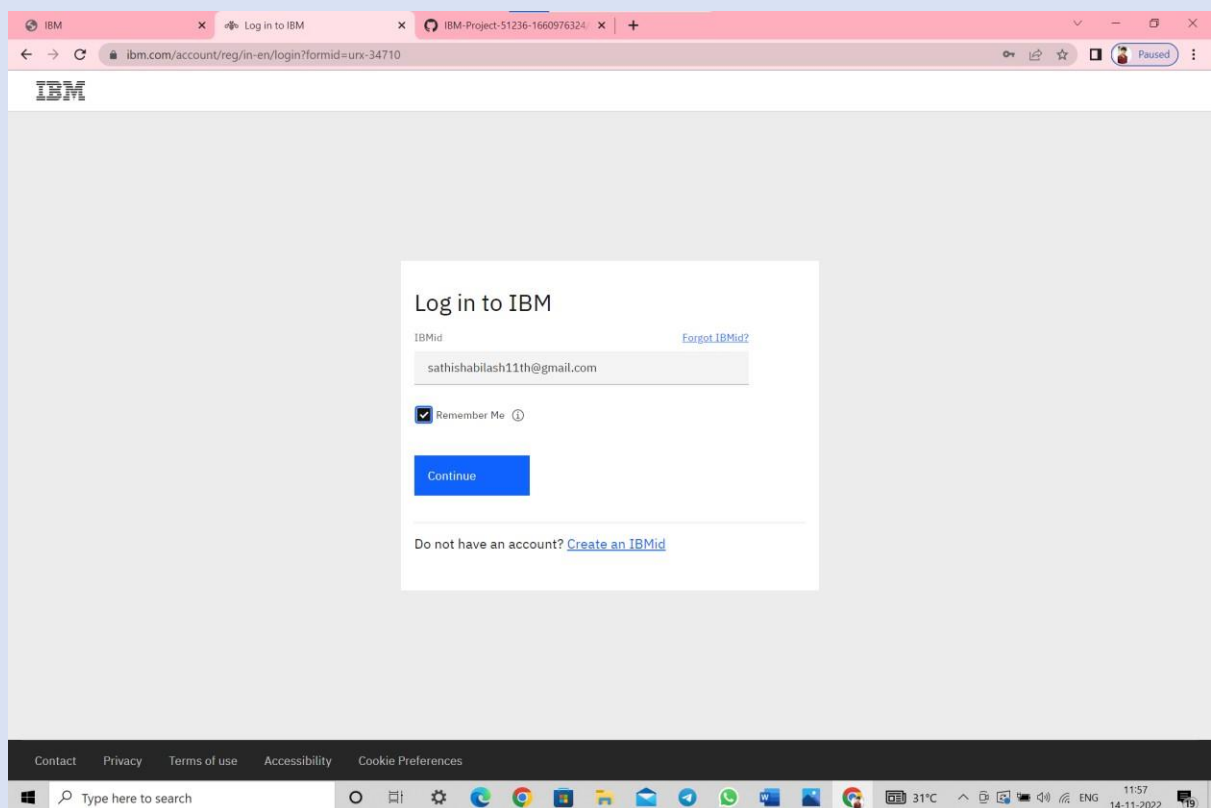 IBM
Log in to IBM
IBM-Project-51236-1660976324
ibm.com/account/reg/in-en/login?formid=urx-34710
Paused
IBM
Log in to IBM
IBMid
Forgot IBMid?
sathishabilash11th@gmail.com
Remember Me
Continue
Do not have an account? Create an IBMid
Contact Privacy Terms of use Accessibility Cookie Preferences
Type here to search
31°C
ENG
11:57
14-11-2022
19